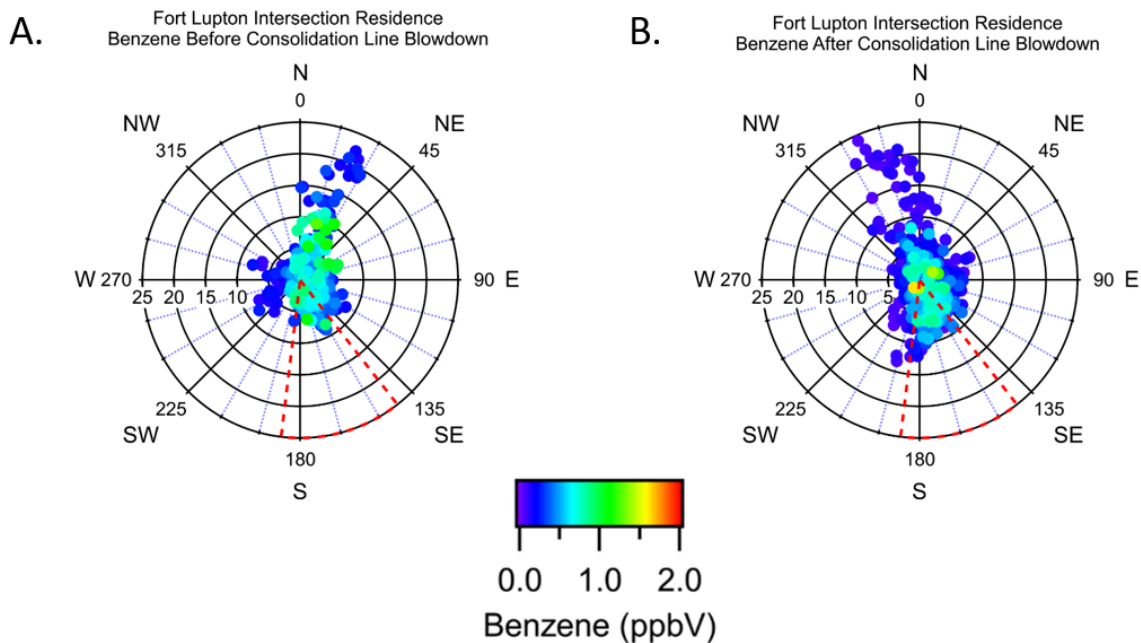 A.
Fort Lupton Intersection Residence
Benzene Before Consolidation Line Blowdown
N
0
NW
NE
315
45
W 270
90 E
25 20 15 10
225
135
SW
SE
180
S
B.
Fort Lupton Intersection Residence
Benzene After Consolidation Line Blowdown
N
0
NW
NE
315
45
W 270
90 E
25 20 15 10 5
225
135
SW
SE
180
S
0.0 1.0 2.0
Benzene (ppbV)